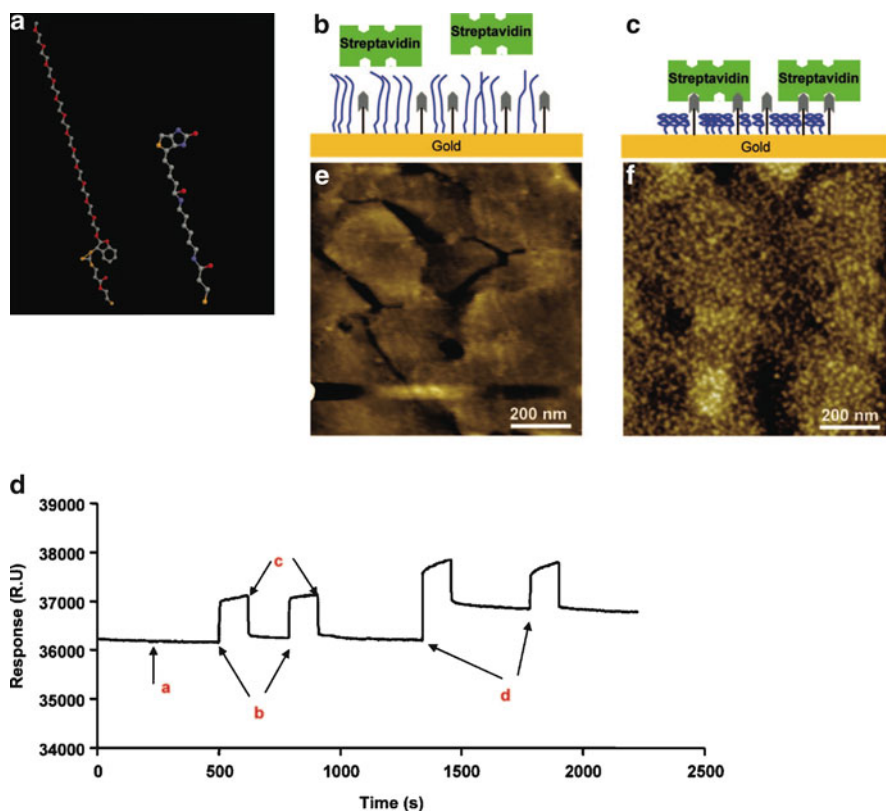 a
b
Streptavidin
Streptavidin
Gold
c
Streptavidin
Streptavidin
Gold
e
200 nm
f
200 nm
d
39000
38000
37000
36000
35000
34000
Response (R.U)
a
b
c
d
0
500
1000
1500
2000
2500
Time (s)